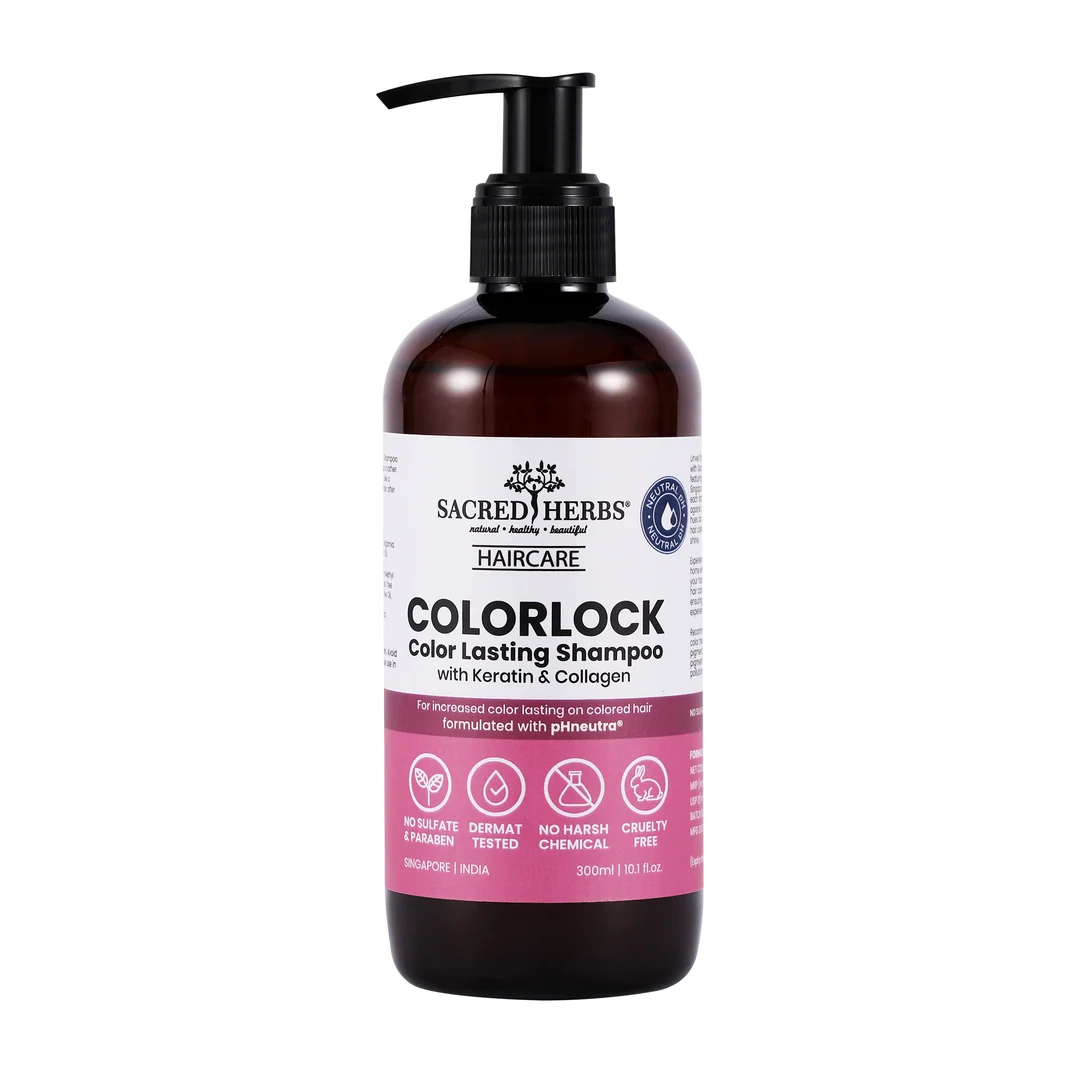 SACRED HERBS®
natural • healthy • beautiful
HAIRCARE
NEUTRAL pH
NEUTRAL pH
COLORLOCK
Color Lasting Shampoo
with Keratin & Collagen
For increased color lasting on colored hair
formulated with pHneutra®
NO SULFATE
& PARABEN
DERMAT
TESTED
NO HARSH
CHEMICAL
CRUELTY
FREE
SINGAPORE | INDIA
300ml | 10.1 fl.oz.